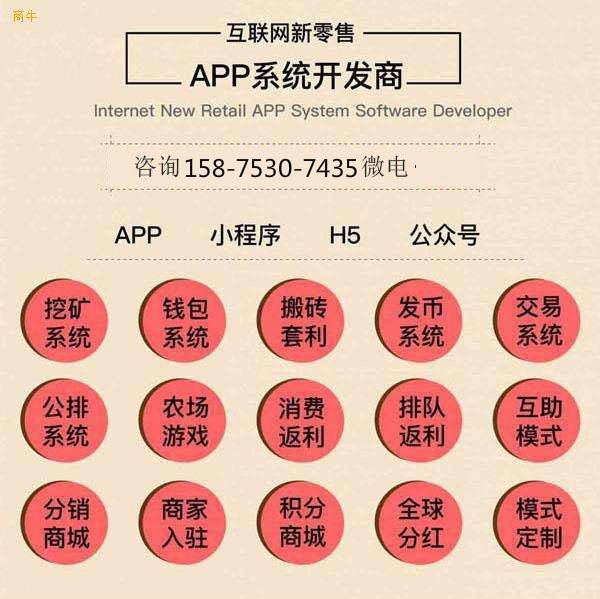 商牛
互联网新零售
APP系统开发商
Internet New Retail APP System Software Developer
咨询158-7530-7435微电
APP 小程序 H5 公众号
挖矿 钱包 搬砖 发币 交易
系统 系统 套利 系统 系统
公排 农场 消费 排队 互助
系统 游戏 返利 返利 模式
分销 商家 积分 全球 模式
商城 入驻 商城 分红 定制